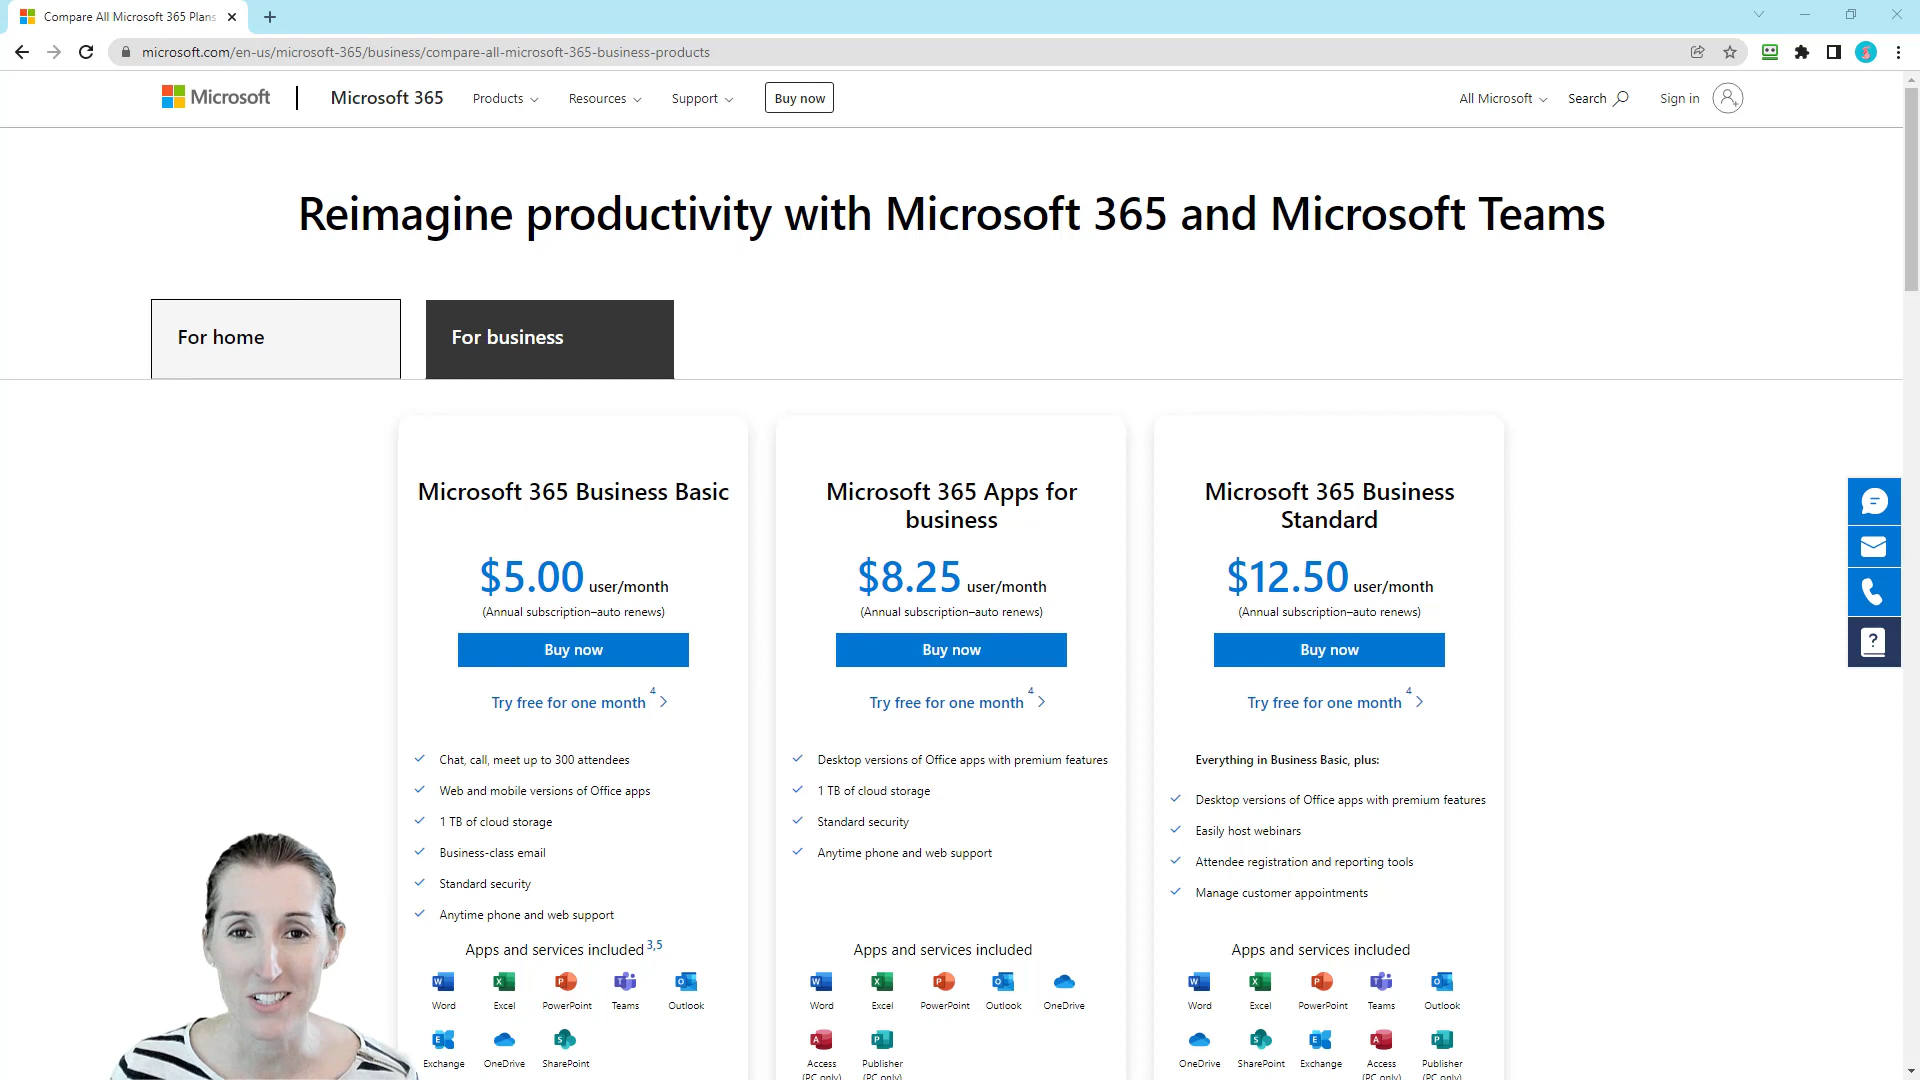 Compare All Microsoft 365 Plans
microsoft.com/en-us/microsoft-365/business/compare-all-microsoft-365-business-products
Microsoft
Microsoft 365
Products
Resources
Support
Buy now
All Microsoft
Search
Sign in
Reimagine productivity with Microsoft 365 and Microsoft Teams
For home
For business
Microsoft 365 Business Basic
$5.00 user/month
(Annual subscription–auto renews)
Buy now
Try free for one month 4
Chat, call, meet up to 300 attendees
Web and mobile versions of Office apps
1 TB of cloud storage
Business-class email
Standard security
Anytime phone and web support
Apps and services included 3,5
Word Excel PowerPoint Teams Outlook
Exchange OneDrive SharePoint
Microsoft 365 Apps for
business
$8.25 user/month
(Annual subscription–auto renews)
Buy now
Try free for one month 4
Desktop versions of Office apps with premium features
1 TB of cloud storage
Standard security
Anytime phone and web support
Apps and services included
Word Excel PowerPoint Outlook OneDrive
Access Publisher
(PC only) (PC only)
Microsoft 365 Business
Standard
$12.50 user/month
(Annual subscription–auto renews)
Buy now
Try free for one month 4
Everything in Business Basic, plus:
Desktop versions of Office apps with premium features
Easily host webinars
Attendee registration and reporting tools
Manage customer appointments
Apps and services included
Word Excel PowerPoint Teams Outlook
OneDrive SharePoint Exchange Access Publisher
(PC only) (PC only)